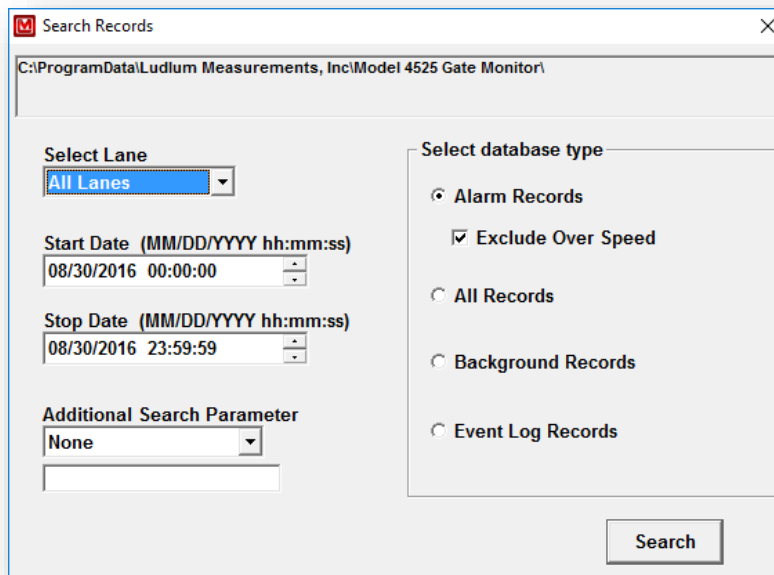 Search Records
C:\ProgramData\Ludlum Measurements, Inc\Model 4525 Gate Monitor\
Select Lane
All Lanes
Start Date (MM/DD/YYYY hh:mm:ss)
08/30/2016 00:00:00
Stop Date (MM/DD/YYYY hh:mm:ss)
08/30/2016 23:59:59
Additional Search Parameter
None
Select database type
Alarm Records
Exclude Over Speed
All Records
Background Records
Event Log Records
Search